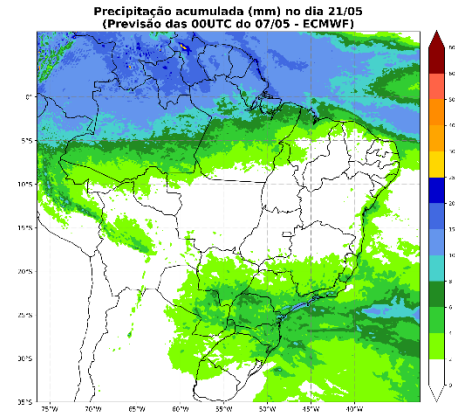 Precipitação acumulada (mm) no dia 21/05
(Previsão das 00UTC do 07/05 - ECMWF)
0°
5°S
10°S
15°S
20°S
25°S
30°S
35°S
75°W
70°W
65°W
60°W
55°W
50°W
45°W
40°W